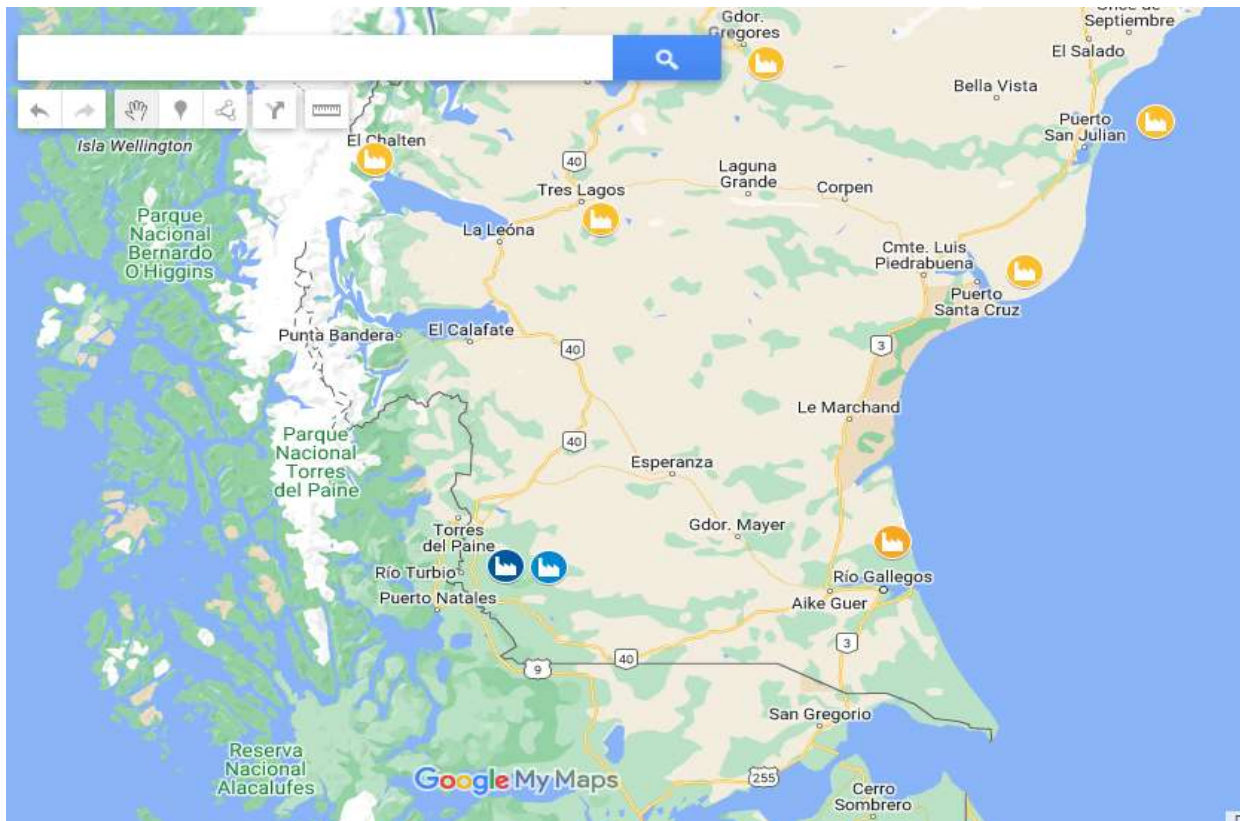 Gdor.
Gregores
Septiembre
El Salado
Bella Vista
Puerto
San Julian
Isla Wellington
El Chalten
40
Tres Lagos
Laguna
Grande
Corpen
Parque
Nacional
Bernardo
O'Higgins
La Leóna
Cmte. Luis
Piedrabuena
Puerto
Santa Cruz
Punta Bandera
El Calafate
40
3
Le Marchand
Parque
Nacional
Torres
del Paine
40
Esperanza
Gdor. Mayer
Torres
del Paine
Río Turbio
Puerto Natales
Río Gallegos
Aike Guer
3
40
9
San Gregorio
Reserva
Nacional
Alacalufes
Google My Maps
255
Cerro
Sombrero